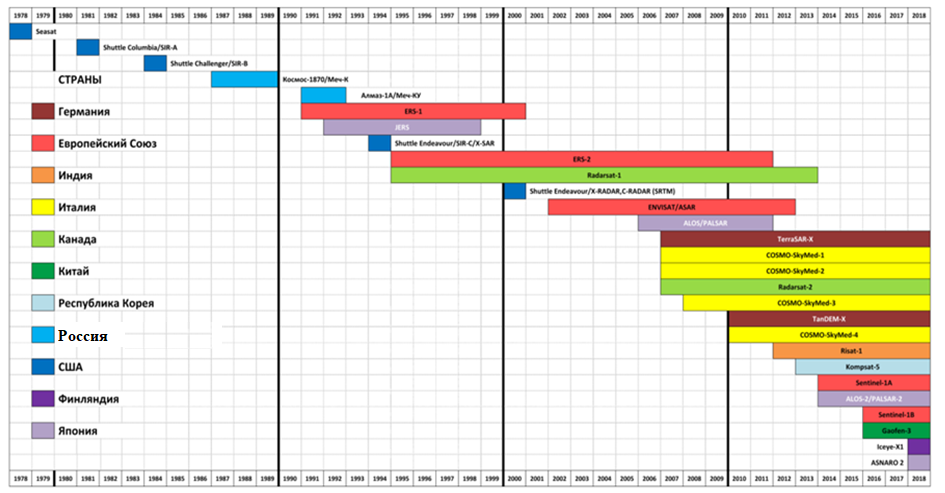 1978 1979 1980 1981 1982 1983 1984 1985 1986 1987 1988 1989 1990 1991 1992 1993 1994 1995 1996 1997 1998 1999 2000 2001 2002 2003 2004 2005 2006 2007 2008 2009 2010 2011 2012 2013 2014 2015 2016 2017 2018
Seasat
Shuttle Columbia/SIR-A
Shuttle Challenger/SIR-B
СТРАНЫ
Космос-1870/Меч-К
Алмаз-1А/Меч-КУ
Германия
ERS-1
JERS
Европейский Союз
Shuttle Endeavour/SIR-C/X-SAR
ERS-2
Индия
Radarsat-1
Shuttle Endeavour/X-RADAR,C-RADAR (SRTM)
Италия
ENVISAT/ASAR
ALOS/PALSAR
Канада
TerraSAR-X
COSMO-SkyMed-1
Китай
COSMO-SkyMed-2
Radarsat-2
Республика Корея
COSMO-SkyMed-3
TanDEM-X
Россия
COSMO-SkyMed-4
Risat-1
США
Kompsat-5
Sentinel-1A
Финляндия
ALOS-2/PALSAR-2
Sentinel-1B
Япония
Gaofen-3
Iceye-X1
ASNARO 2
1978 1979 1980 1981 1982 1983 1984 1985 1986 1987 1988 1989 1990 1991 1992 1993 1994 1995 1996 1997 1998 1999 2000 2001 2002 2003 2004 2005 2006 2007 2008 2009 2010 2011 2012 2013 2014 2015 2016 2017 2018